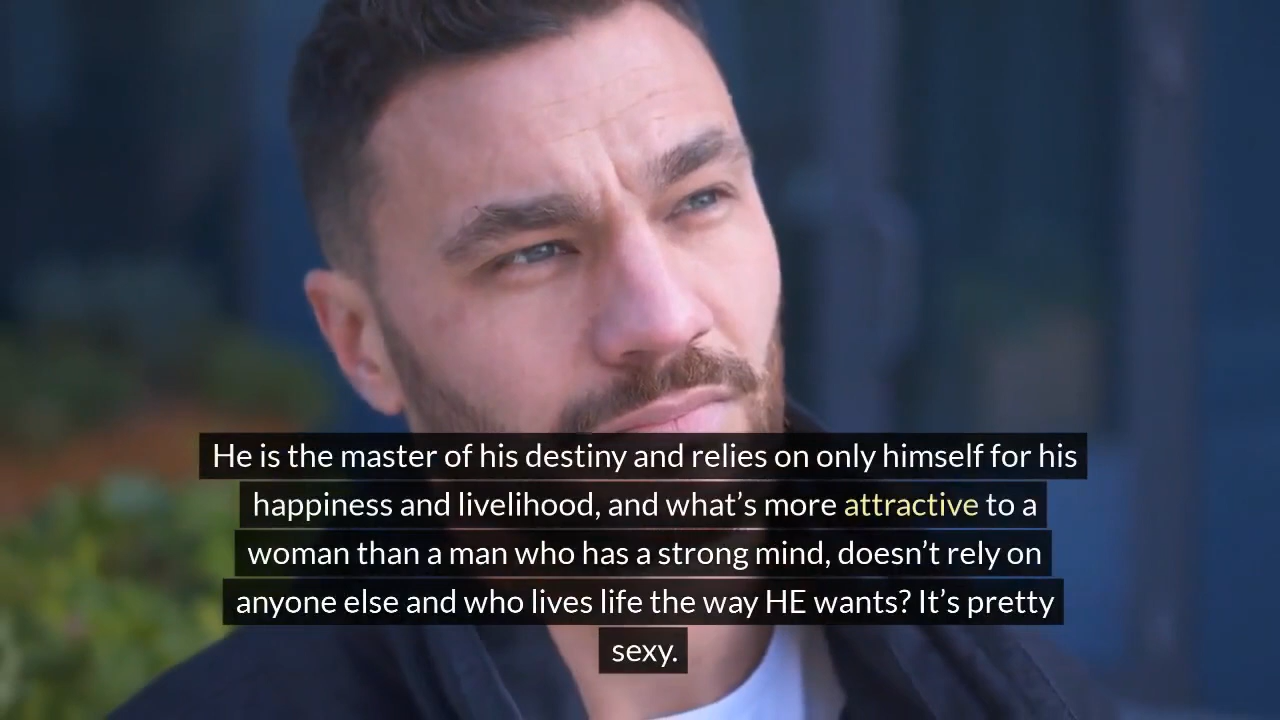 He is the master of his destiny and relies on only himself for his
happiness and livelihood, and what’s more attractive to a
woman than a man who has a strong mind, doesn’t rely on
anyone else and who lives life the way HE wants? It’s pretty
sexy.